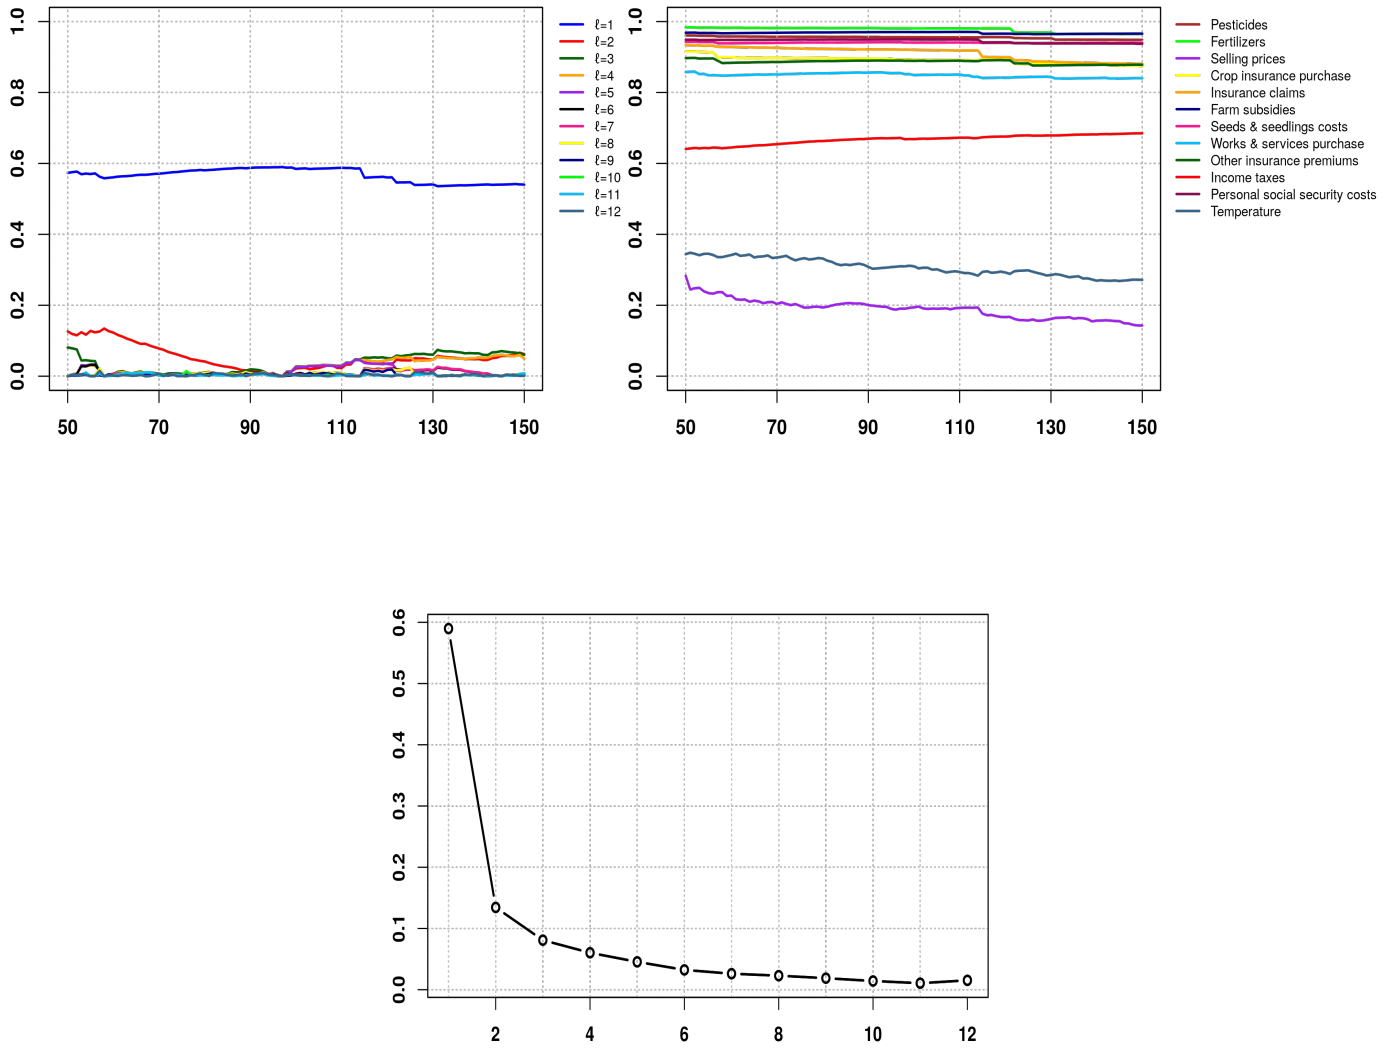 1.0
0.8
0.6
0.4
0.2
0.0
50 70 90 110 130 150
ℓ=1
ℓ=2
ℓ=3
ℓ=4
ℓ=5
ℓ=6
ℓ=7
ℓ=8
ℓ=9
ℓ=10
ℓ=11
ℓ=12
1.0
0.8
0.6
0.4
0.2
0.0
50 70 90 110 130 150
Pesticides
Fertilizers
Selling prices
Crop insurance purchase
Insurance claims
Farm subsidies
Seeds & seedlings costs
Works & services purchase
Other insurance premiums
Income taxes
Personal social security costs
Temperature
0.6
0.5
0.4
0.3
0.2
0.1
0.0
2 4 6 8 10 12